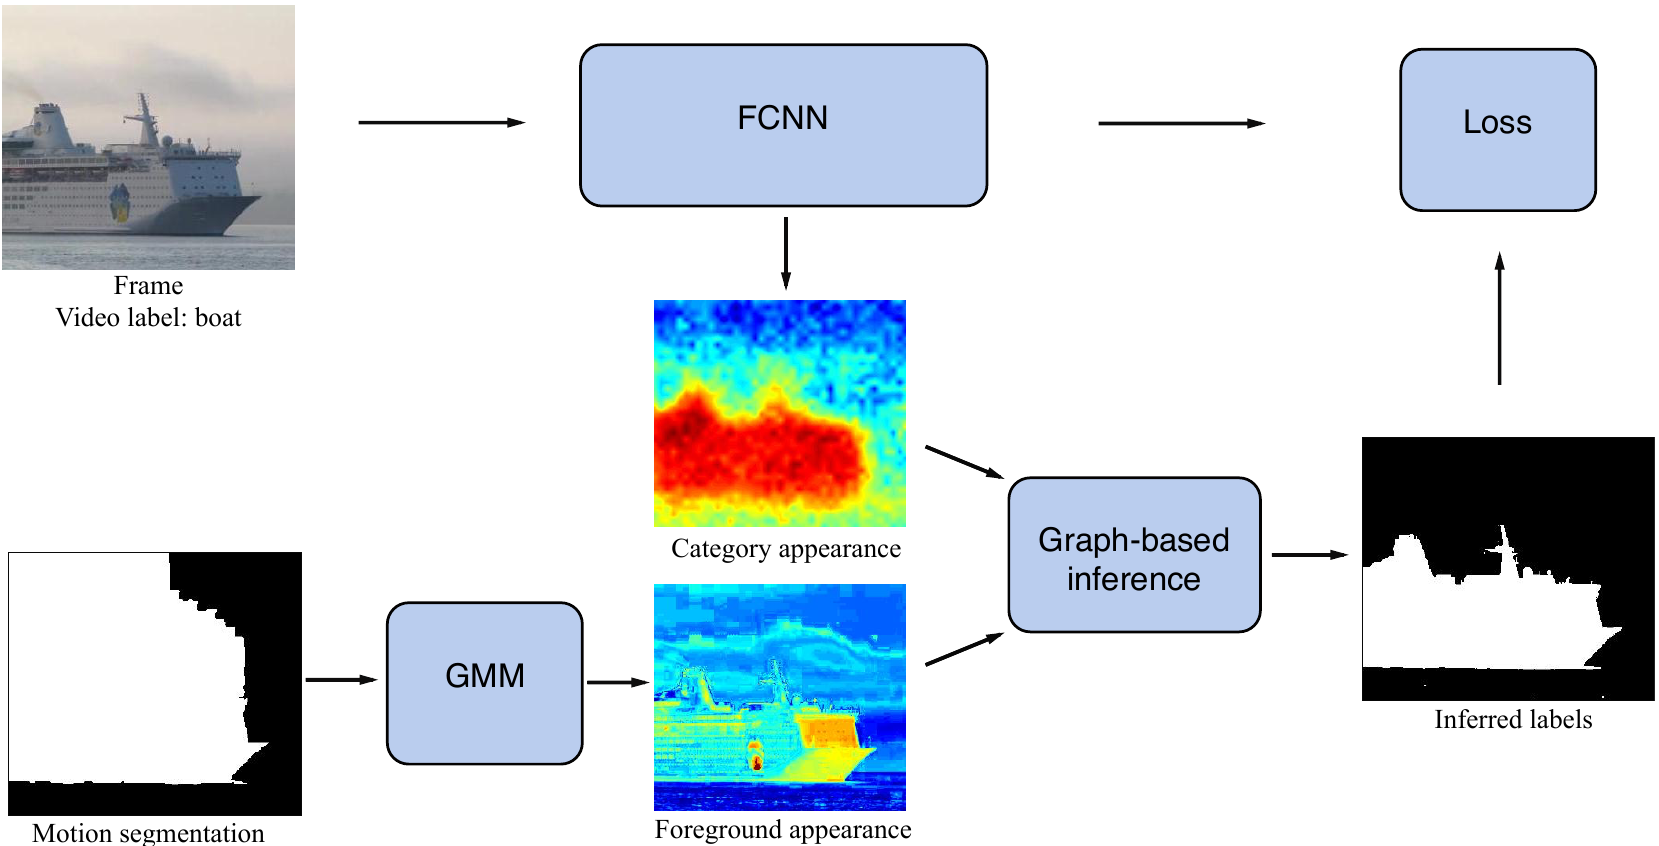 FCNN
Loss
Frame
Video label: boat
Category appearance
Graph-based
inference
GMM
Inferred labels
Motion segmentation
Foreground appearance